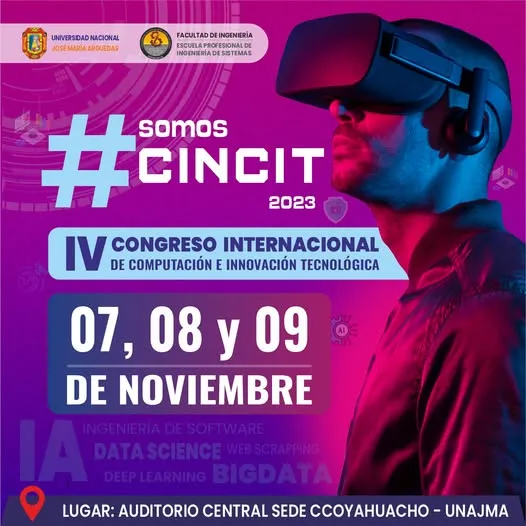 UNIVERSIDAD NACIONAL
JOSÉ MARÍA ARGUEDAS
FACULTAD DE INGENIERÍA
ESCUELA PROFESIONAL DE
INGENIERÍA DE SISTEMAS
#SOMOS
CINCIT
2023
IV CONGRESO INTERNACIONAL
DE COMPUTACIÓN E INNOVACIÓN TECNOLÓGICA
07, 08 y 09
DE NOVIEMBRE
IA
INGENIERÍA DE SOFTWARE
DATA SCIENCE WEB SCRAPPING
DEEP LEARNING BIGDATA
AI
LUGAR: AUDITORIO CENTRAL SEDE CCOYAHUACHO - UNAJMA